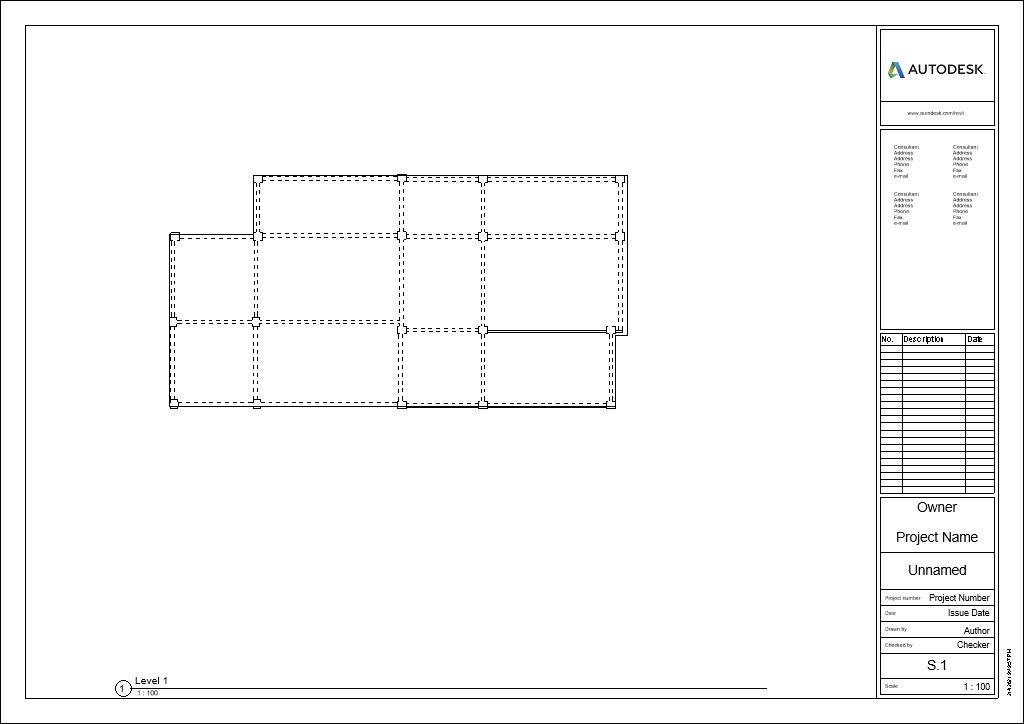 AUTODESK
www.autodesk.com/revit
Consultant Consultant
Address Address
Address Address
Phone Phone
Fax Fax
e-mail e-mail
Consultant Consultant
Address Address
Address Address
Phone Phone
Fax Fax
e-mail e-mail
No. Description Date
Owner
Project Name
Unnamed
Project number Project Number
Date Issue Date
Drawn by Author
Checked by Checker
S.1
Scale 1 : 100
1 Level 1
1 : 100